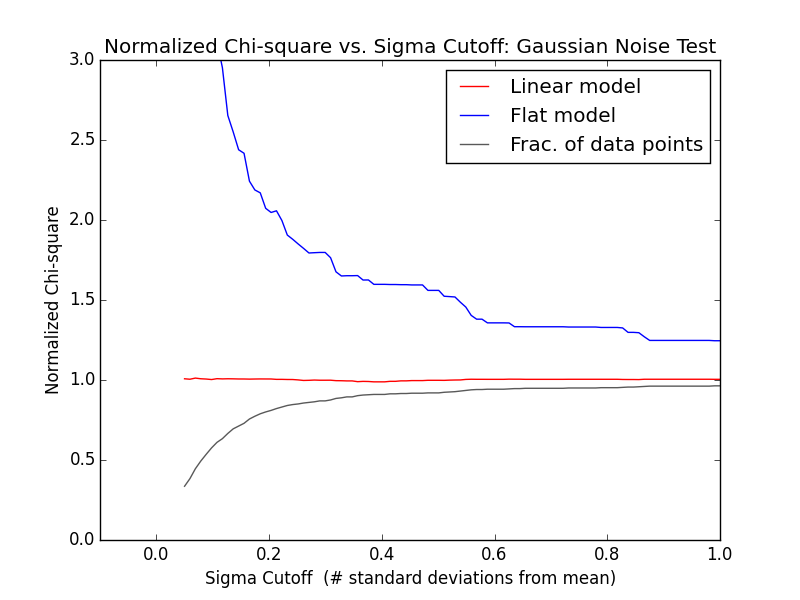 Normalized Chi-square vs. Sigma Cutoff: Gaussian Noise Test
Linear model
Flat model
Frac. of data points
Normalized Chi-square
3.0
2.5
2.0
1.5
1.0
0.5
0.0
0.0 0.2 0.4 0.6 0.8 1.0
Sigma Cutoff (# standard deviations from mean)